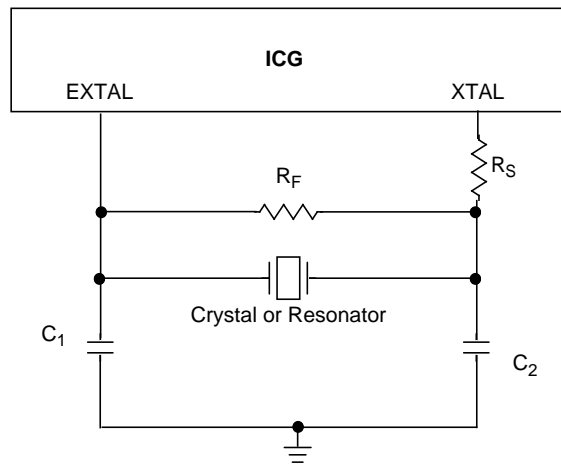 ICG
EXTAL XTAL
R_S
R_F
Crystal or Resonator
C_1
C_2